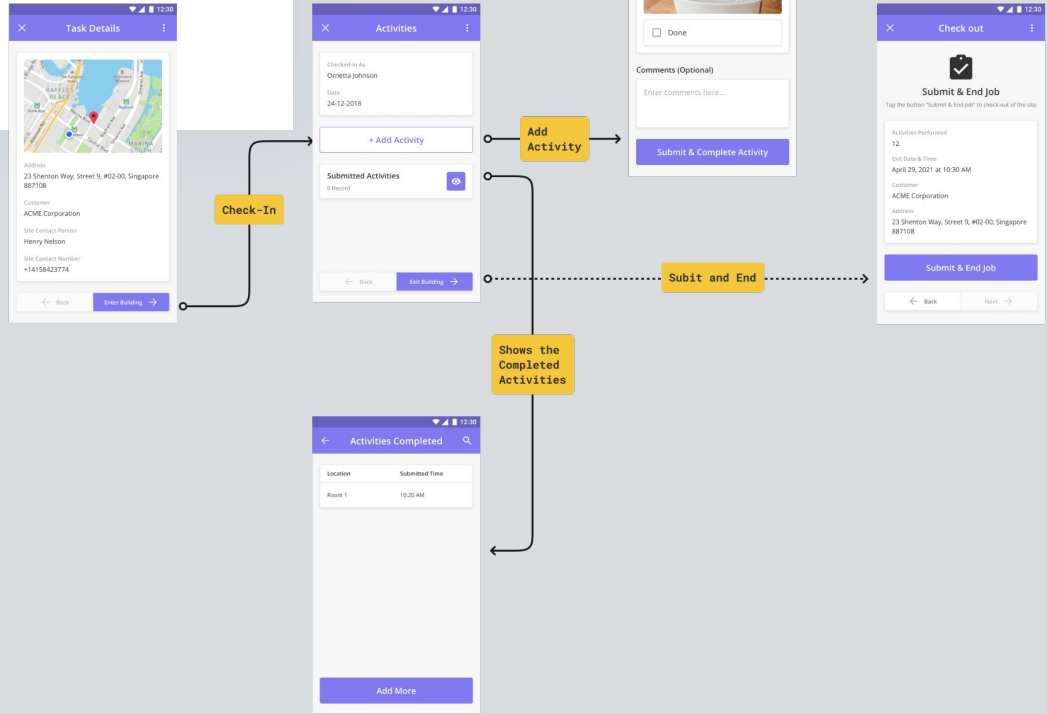 12:30
Task Details
RAFFLES
PLACE
MARINA
SOUTH
Address
23 Shenton Way, Street 9, #02-00, Singapore
887108
Customer
ACME Corporation
Site Contact Person
Henry Nelson
Site Contact Number
+14158423774
Back
Enter Building
Check-In
12:30
Activities
Checked-in As
Ornetta Johnson
Date
24-12-2018
+ Add Activity
Submitted Activities
0 Record
Back
Exit Building
Add
Activity
Done
Comments (Optional)
Enter comments here...
Submit & Complete Activity
Subit and End
12:30
Check out
Submit & End Job
Tap the button "Submit & End Job" to check-out of the site
Activities Performed
12
Exit Date & Time
April 29, 2021 at 10:30 AM
Customer
ACME Corporation
Address
23 Shenton Way, Street 9, #02-00, Singapore
887108
Submit & End Job
Back
Next
Shows the
Completed
Activities
12:30
Activities Completed
Location
Submitted Time
Room 1
10:20 AM
Add More